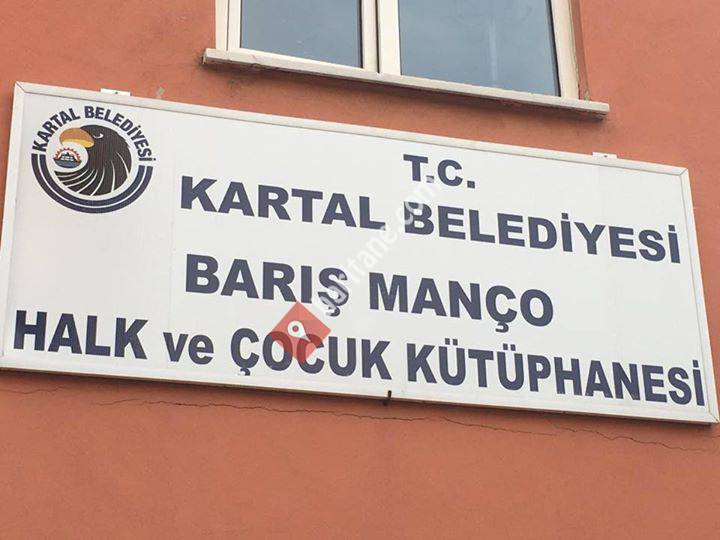 KARTAL BELEDİYESİ
T.C.
KARTAL BELEDİYESİ
BARIŞ MANÇO
HALK ve ÇOCUK KÜTÜPHANESİ